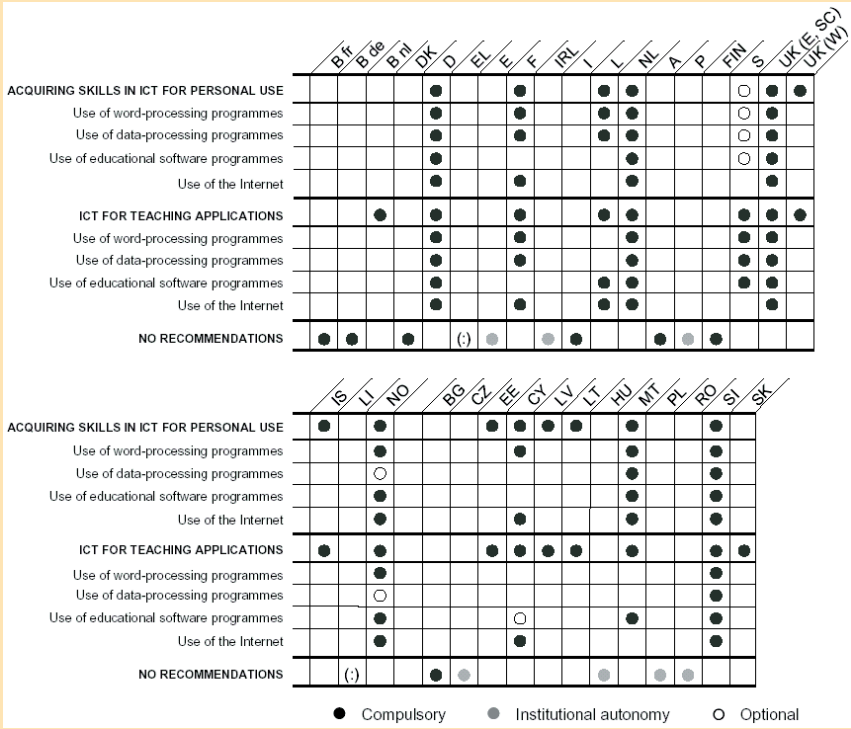 B fr B de B nl DK D EL E F IRL I L NL A P FIN S UK (E, SC) UK (W)
ACQUIRING SKILLS IN ICT FOR PERSONAL USE
Use of word-processing programmes
Use of data-processing programmes
Use of educational software programmes
Use of the Internet
ICT FOR TEACHING APPLICATIONS
Use of word-processing programmes
Use of data-processing programmes
Use of educational software programmes
Use of the Internet
NO RECOMMENDATIONS (:)
IS LI NO BG CZ EE CY LV LT HU MT PL RO SI SK
ACQUIRING SKILLS IN ICT FOR PERSONAL USE
Use of word-processing programmes
Use of data-processing programmes
Use of educational software programmes
Use of the Internet
ICT FOR TEACHING APPLICATIONS
Use of word-processing programmes
Use of data-processing programmes
Use of educational software programmes
Use of the Internet
NO RECOMMENDATIONS (:)
Compulsory Institutional autonomy Optional